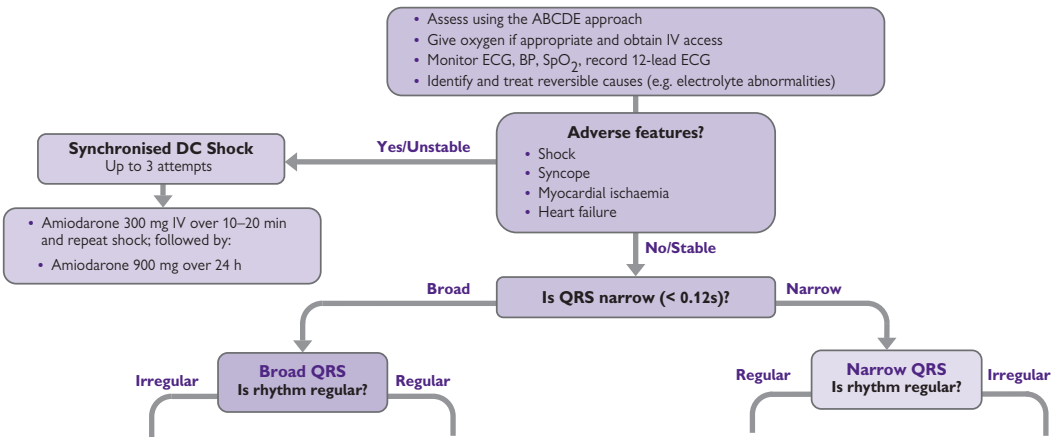 • Assess using the ABCDE approach
• Give oxygen if appropriate and obtain IV access
• Monitor ECG, BP, SpO2, record 12-lead ECG
• Identify and treat reversible causes (e.g. electrolyte abnormalities)
Adverse features?
• Shock
• Syncope
• Myocardial ischaemia
• Heart failure
Yes/Unstable
Synchronised DC Shock
Up to 3 attempts
• Amiodarone 300 mg IV over 10–20 min
and repeat shock; followed by:
• Amiodarone 900 mg over 24 h
No/Stable
Is QRS narrow (< 0.12s)?
Broad
Narrow
Broad QRS
Is rhythm regular?
Irregular
Regular
Narrow QRS
Is rhythm regular?
Regular
Irregular